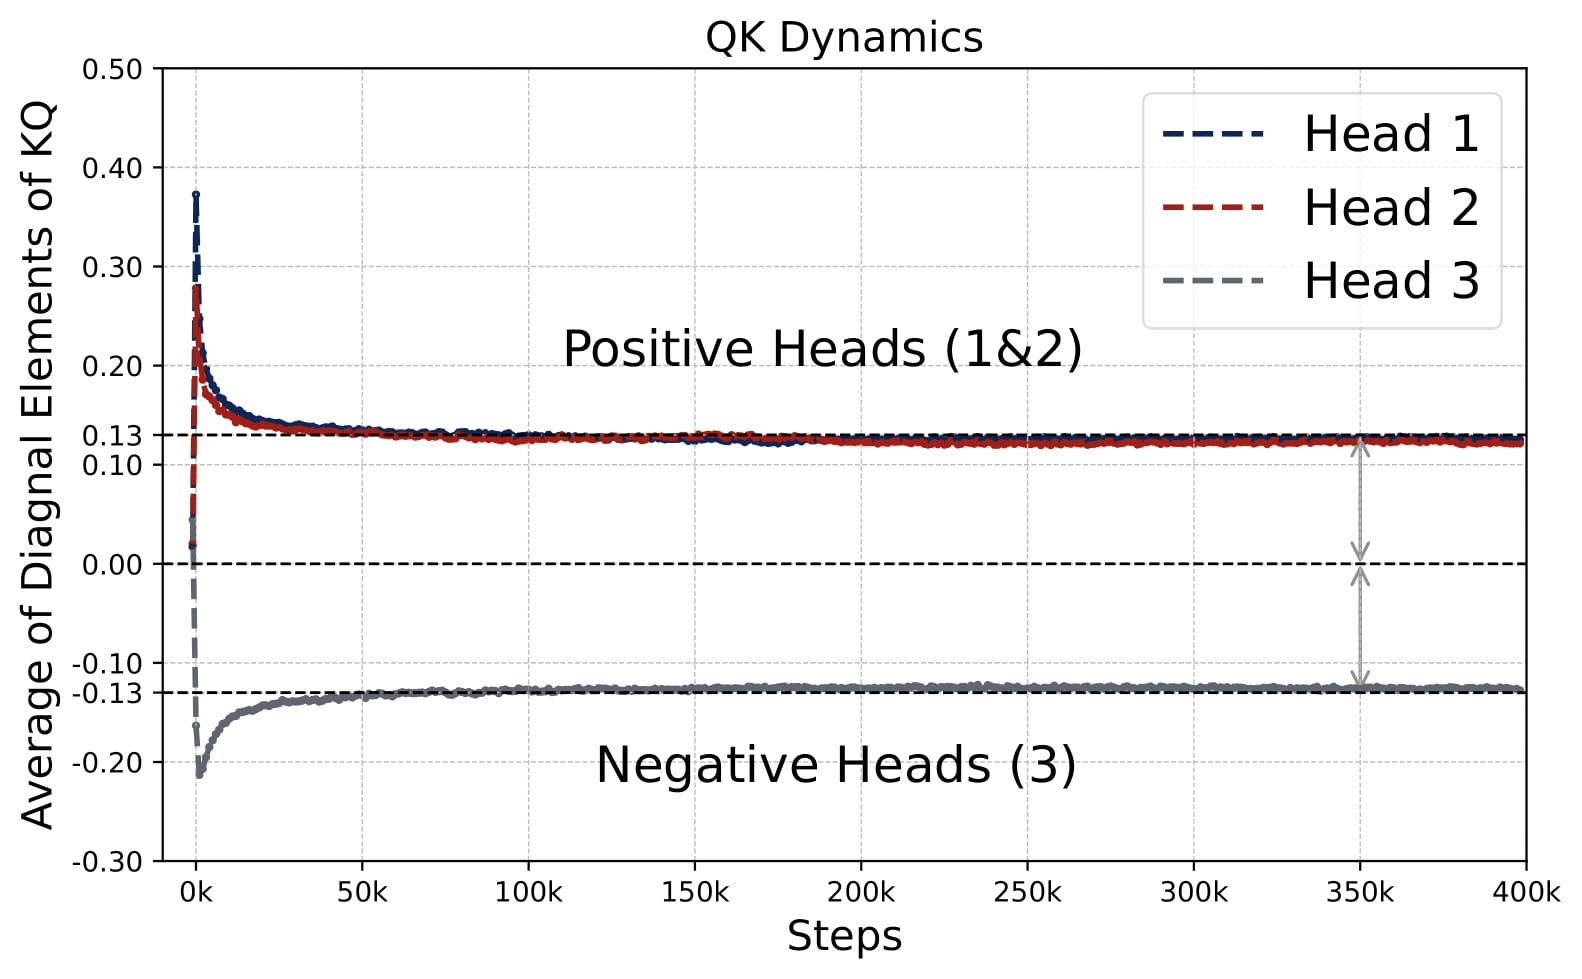 QK Dynamics
Average of Diagnal Elements of KQ
0.50
0.40
0.30
0.20
0.13
0.10
0.00
-0.10
-0.13
-0.20
-0.30
Head 1
Head 2
Head 3
Positive Heads (1&2)
Negative Heads (3)
0k 50k 100k 150k 200k 250k 300k 350k 400k
Steps